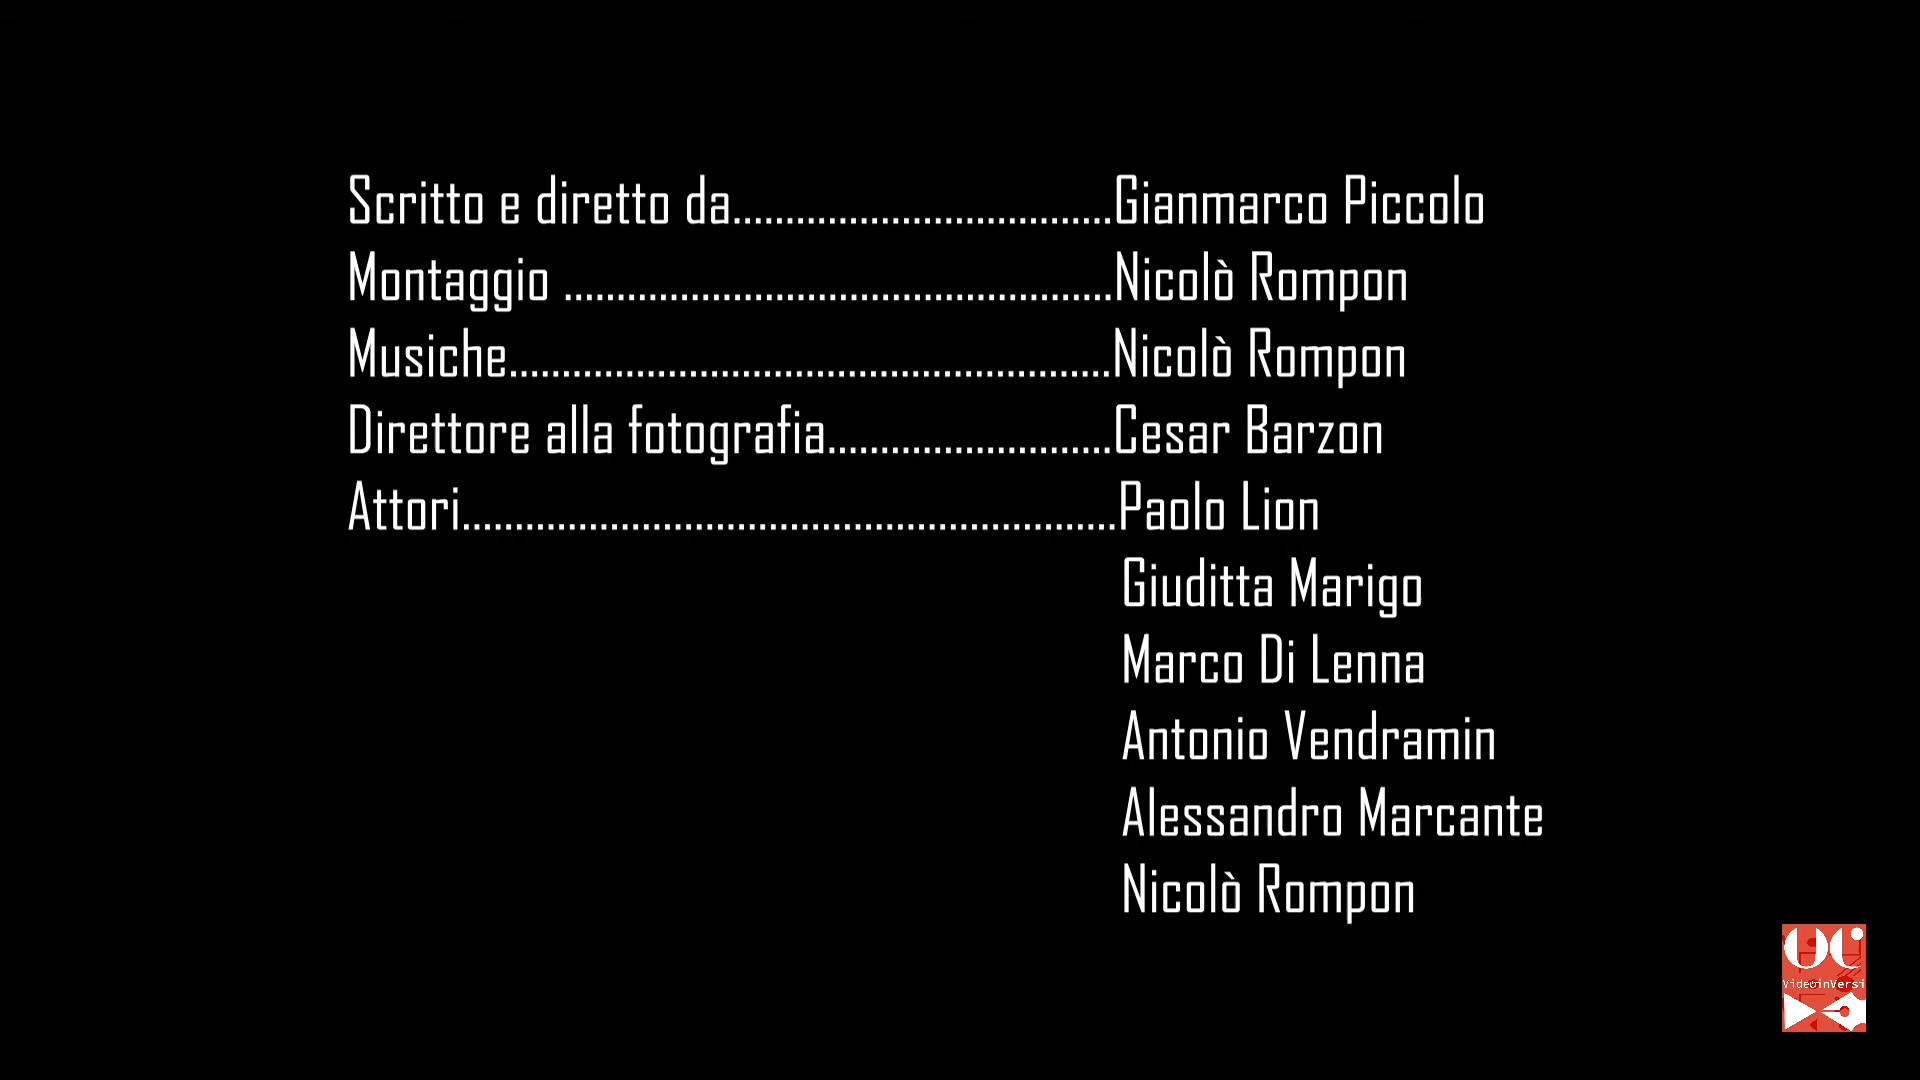 Scritto e diretto da....................................Gianmarco Piccolo
Montaggio ....................................................Nicolò Rompon
Musiche.........................................................Nicolò Rompon
Direttore alla fotografia...........................Cesar Barzon
Attori..............................................................Paolo Lion
Giuditta Marigo
Marco Di Lenna
Antonio Vendramin
Alessandro Marcante
Nicolò Rompon
VideoinVersi